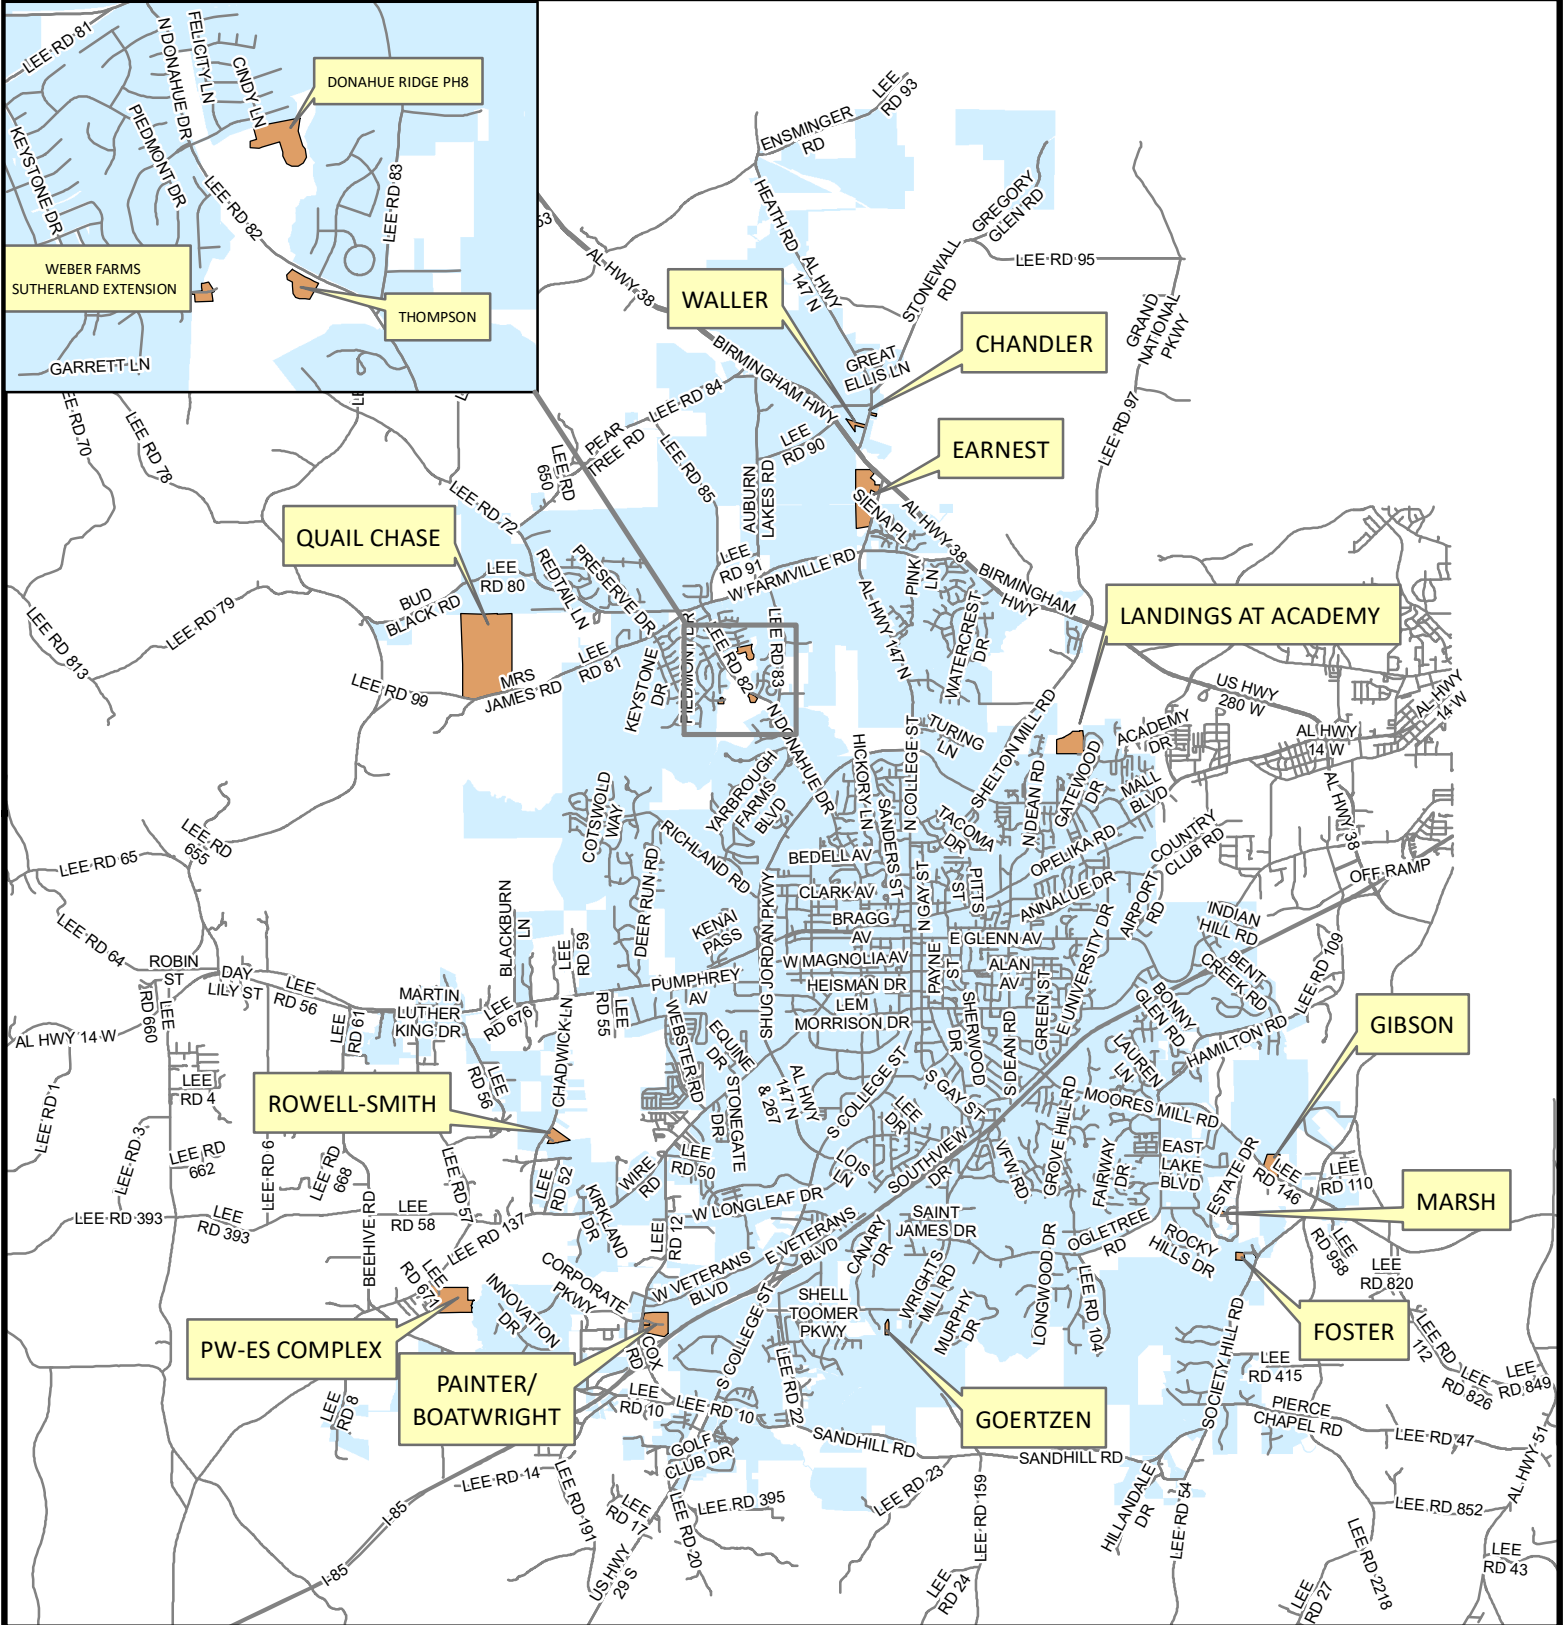 LEE RD 81
N DONAHUE DR
FELICITY LN
CINDY LN
DONAHUE RIDGE PH8
KEYSTONE DR
PIEDMONT DR
LEE RD 82
LEE RD 83
WEBER FARMS
SUTHERLAND EXTENSION
THOMPSON
GARRETT LN
LEE
RD 93
ENSMINGER
RD
HEATH RD
GREGORY
GLEN RD
LEE RD 95
AL HWY
147 N
STONEWALL
RD
AL HWY 38
WALLER
CHANDLER
GRAND
NATIONAL
PKWY
BIRMINGHAM HWY
GREAT
ELLIS LN
LEE RD 84
PEAR
TREE RD
LEE RD 78
LEE RD 97
LEE
RD 90
EARNEST
LEE RD
650
LEE RD 85
AUBURN
LAKES RD
SIENA PL
LEE RD 72
AL HWY 38
QUAIL CHASE
LEE
RD 80
REDTAIL LN
PRESERVE DR
LEE
RD 91
W FARMVILLE RD
PINK
LN
BIRMINGHAM
HWY
BUD
BLACK RD
LEE RD 79
LEE RD 813
LANDINGS AT ACADEMY
AL HWY 147 N
WATERCREST
DR
LEE RD 83
LEE RD 82
PIEDMONT DR
KEYSTONE
DR
LEE
RD 81
MRS
JAMES RD
LEE RD 99
US HWY
280 W
AL HWY
14 W
N DONAHUE DR
HICKORY LN
N COLLEGE ST
TURING
LN
SHELTON MILL RD
ACADEMY
DR
AL HWY
14 W
N DEAN RD
GATEWOOD
DR
MALL
BLVD
AL HWY 38
COTSWOLD
WAY
YARBROUGH
FARMS
BLVD
RICHLAND RD
SANDERS ST
TACOMA
DR
OPELIKA RD
COUNTRY
CLUB RD
LEE RD
655
LEE RD 65
BEDELL AV
CLARK AV
PITTS
ST
ANNALUE DR
OFF RAMP
DEER RUN RD
SHUG JORDAN PKWY
N GAY ST
BRAGG
AV
AIRPORT
RD
INDIAN
HILL RD
LEE RD 64
BLACKBURN
LN
LEE
RD 59
KENAI
PASS
W MAGNOLIA AV
E GLENN AV
ROBIN
ST
DAY
LILY ST
LEE
RD 56
PUMPHREY
AV
HEISMAN DR
PAYNE
ST
ALAN
AV
E UNIVERSITY DR
BENT
CREEK RD
LEE RD 109
MARTIN
LUTHER
KING DR
LEE
RD 676
LEE
RD 55
LEM
MORRISON DR
SHERWOOD
DR
GREEN ST
BONNY
GLEN RD
GIBSON
AL HWY 14 W
LEE
RD 660
LEE
RD 61
CHADWICK LN
WEBSTER RD
EQUINE
DR
S DEAN RD
HAMILTON RD
LAUREN
LN
LEE
RD 4
LEE RD 1
LEE
RD 56
ROWELL-SMITH
STONEGATE
DR
AL HWY
147 N
& 267
S COLLEGE ST
S GAY ST
LEE
DR
MOORES MILL RD
LEE RD 3
LEE RD
662
LEE RD 6
LEE RD
668
LEE RD 57
LEE
RD 52
WIRE
RD
LEE
RD 50
LOIS
LN
SOUTHVIEW
DR
VFW RD
GROVE HILL RD
FAIRWAY
DR
EAST
LAKE
BLVD
ESTATE DR
LEE
RD 146
LEE
RD 110
MARSH
LEE RD 393
LEE
RD 393
BEEHIVE RD
LEE
RD 58
LEE RD 137
KIRKLAND
DR
LEE
RD 12
W LONGLEAF DR
E VETERANS
BLVD
CANARY
DR
SAINT
JAMES DR
OGLETREE
RD
ROCKY
HILLS DR
LEE
RD 958
LEE
RD 820
LEE
RD 671
INNOVATION
DR
CORPORATE
PKWY
W VETERANS
BLVD
SHELL
TOOMER
PKWY
WRIGHTS
MILL RD
MURPHY
DR
LONGWOOD DR
LEE RD 104
FOSTER
PW-ES COMPLEX
PAINTER/
BOATWRIGHT
COX
RD
S COLLEGE ST
LEE RD 22
GOERTZEN
SOCIETY HILL RD
LEE
RD 415
LEE RD
112
LEE
RD 826
LEE
RD 849
LEE
RD 8
LEE
RD 10
LEE RD 10
GOLF
CLUB DR
SANDHILL RD
SANDHILL RD
PIERCE
CHAPEL RD
LEE RD 47
AL HWY 51
LEE RD 14
LEE RD 191
LEE
RD 17
LEE RD 20
LEE RD 395
LEE RD 23
LEE RD 159
HILLANDALE
DR
LEE RD 54
LEE RD 852
I-85
I-85
US HWY
29 S
LEE
RD 24
LEE
RD 27
LEE RD 2218
LEE
RD 43